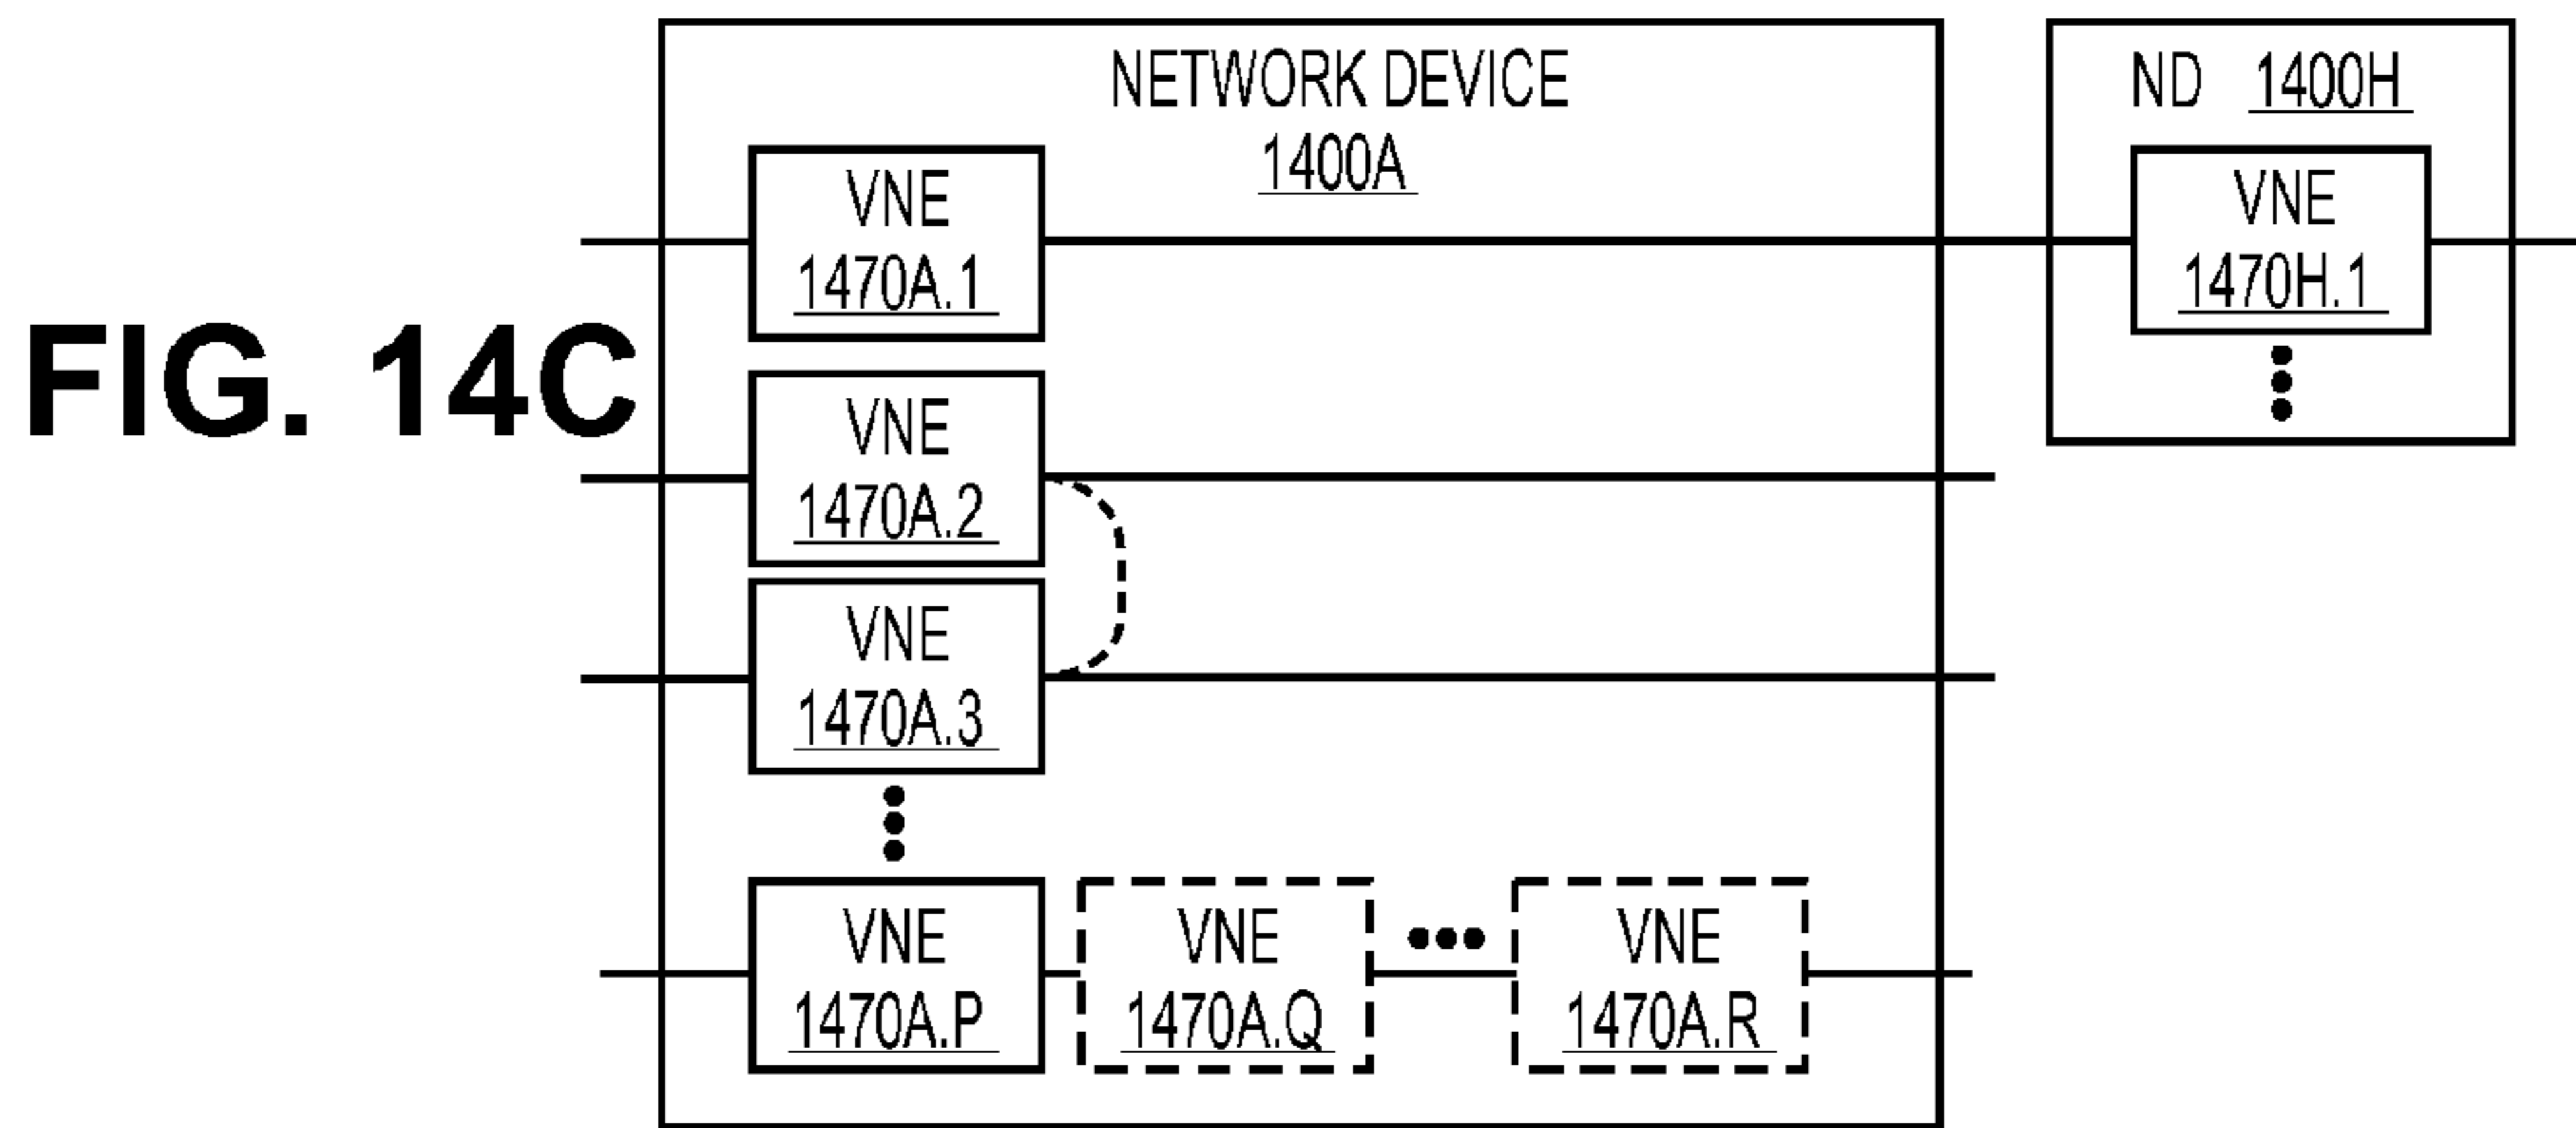 FIG. 14C
NETWORK DEVICE
1400A
VNE
1470A.1
VNE
1470A.2
VNE
1470A.3
VNE
1470A.P
VNE
1470A.Q
VNE
1470A.R
ND 1400H
VNE
1470H.1